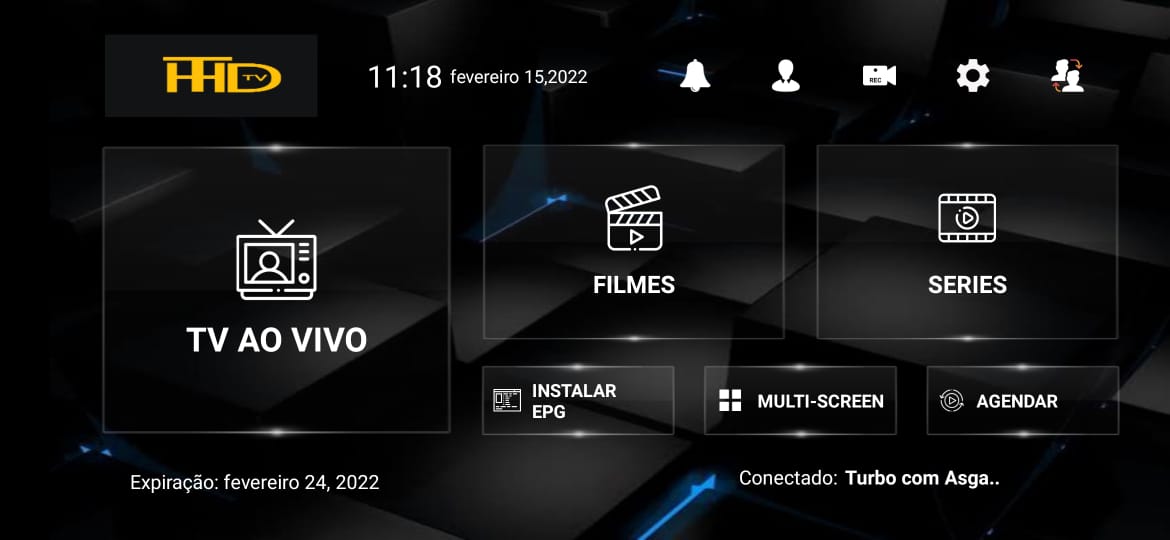 HHD TV
11:18 fevereiro 15,2022
REC
TV AO VIVO
FILMES
SERIES
INSTALAR
EPG
MULTI-SCREEN
AGENDAR
Expiração: fevereiro 24, 2022
Conectado: Turbo com Asga..